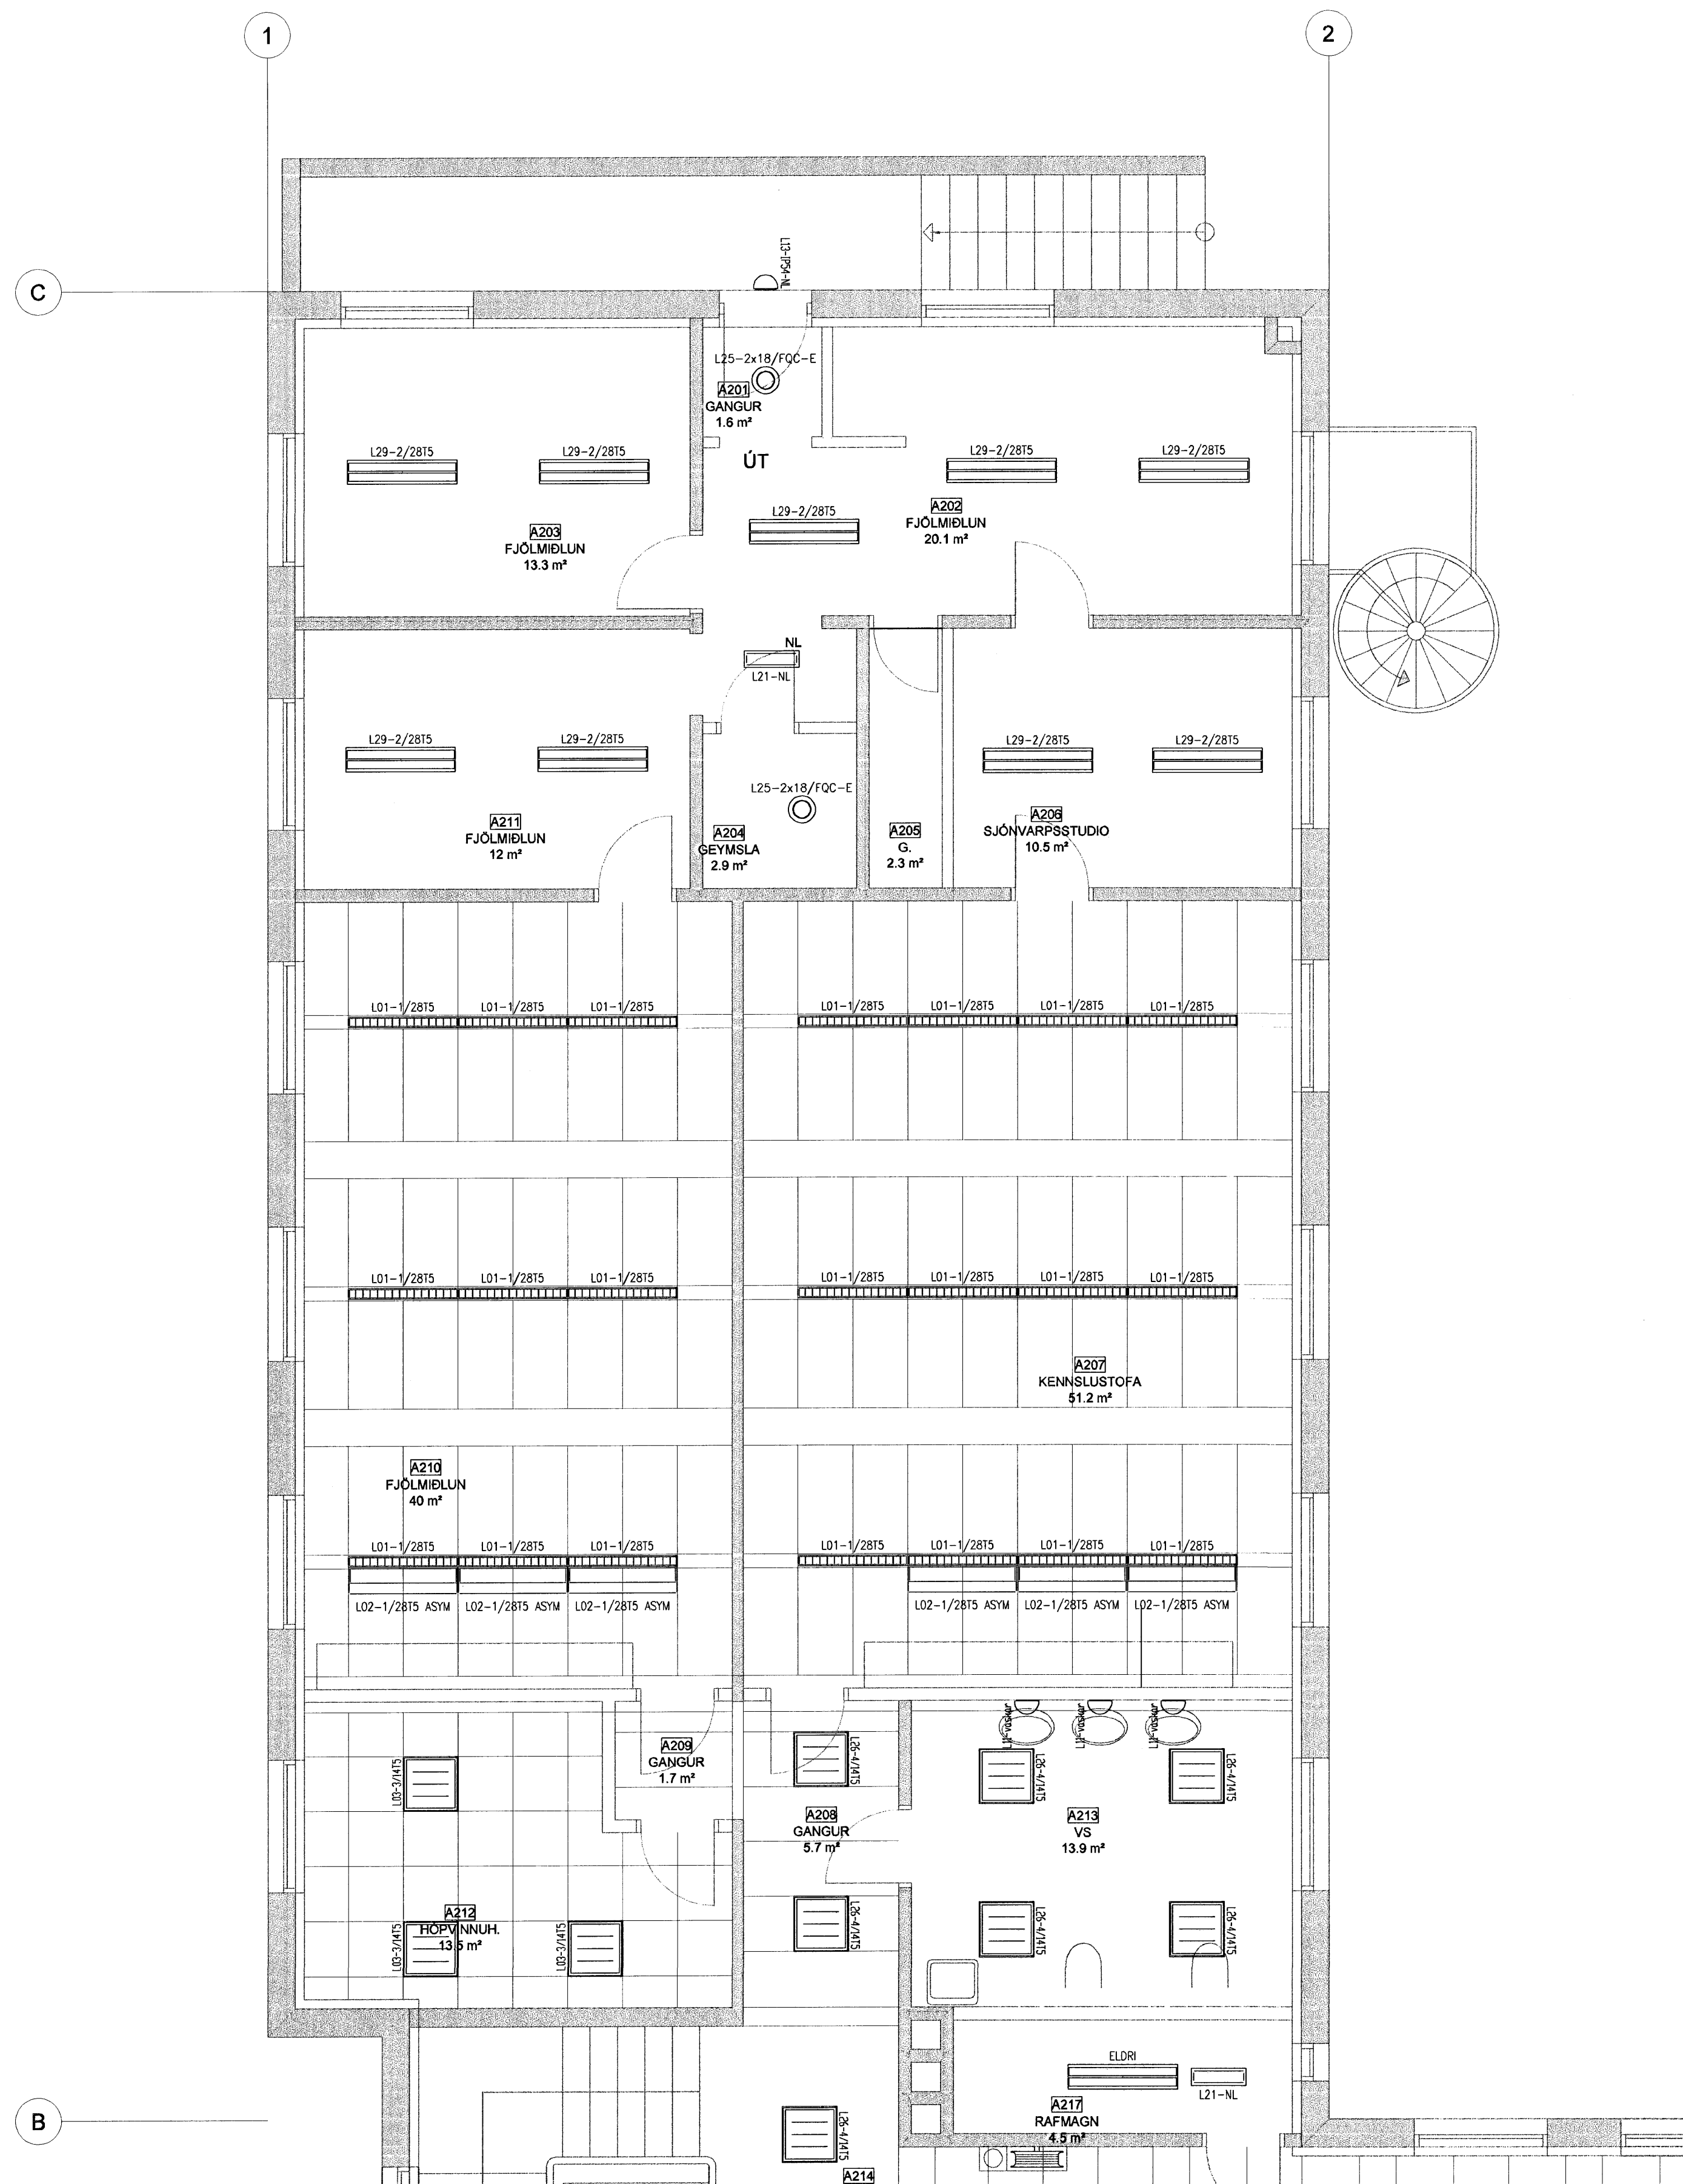 1
2
C
L13-IP54-NL
L25-2x18/FQC-E
A201
GANGUR
1.6 m²
ÚT
L29-2/28T5
L29-2/28T5
L29-2/28T5
L29-2/28T5
L29-2/28T5
A202
FJÖLMIÐLUN
20.1 m²
A203
FJÖLMIÐLUN
13.3 m²
NL
L21-NL
L29-2/28T5
L29-2/28T5
L29-2/28T5
L29-2/28T5
L25-2x18/FQC-E
A211
FJÖLMIÐLUN
12 m²
A204
GEYMSLA
2.9 m²
A205
G.
2.3 m²
A206
SJÓNVARPSSTUDIO
10.5 m²
L01-1/28T5
L01-1/28T5
L01-1/28T5
L01-1/28T5
L01-1/28T5
L01-1/28T5
L01-1/28T5
L01-1/28T5
L01-1/28T5
L01-1/28T5
L01-1/28T5
L01-1/28T5
L01-1/28T5
L01-1/28T5
A207
KENNSLUSTOFA
51.2 m²
A210
FJÖLMIÐLUN
40 m²
L01-1/28T5
L01-1/28T5
L01-1/28T5
L01-1/28T5
L01-1/28T5
L01-1/28T5
L01-1/28T5
L02-1/28T5 ASYM
L02-1/28T5 ASYM
L02-1/28T5 ASYM
L02-1/28T5 ASYM
L02-1/28T5 ASYM
L02-1/28T5 ASYM
L11-vaskar
L11-vaskar
L11-vaskar
A209
GANGUR
1.7 m²
L03-3/14T5
L26-4/14T5
L26-4/14T5
L26-4/14T5
A208
GANGUR
5.7 m²
A213
VS
13.9 m²
A212
HÓPVINNUH.
13.5 m²
L03-3/14T5
L03-3/14T5
L26-4/14T5
L26-4/14T5
L26-4/14T5
ELDRI
L21-NL
A217
RAFMAGN
4.5 m²
B
L26-4/14T5
A214